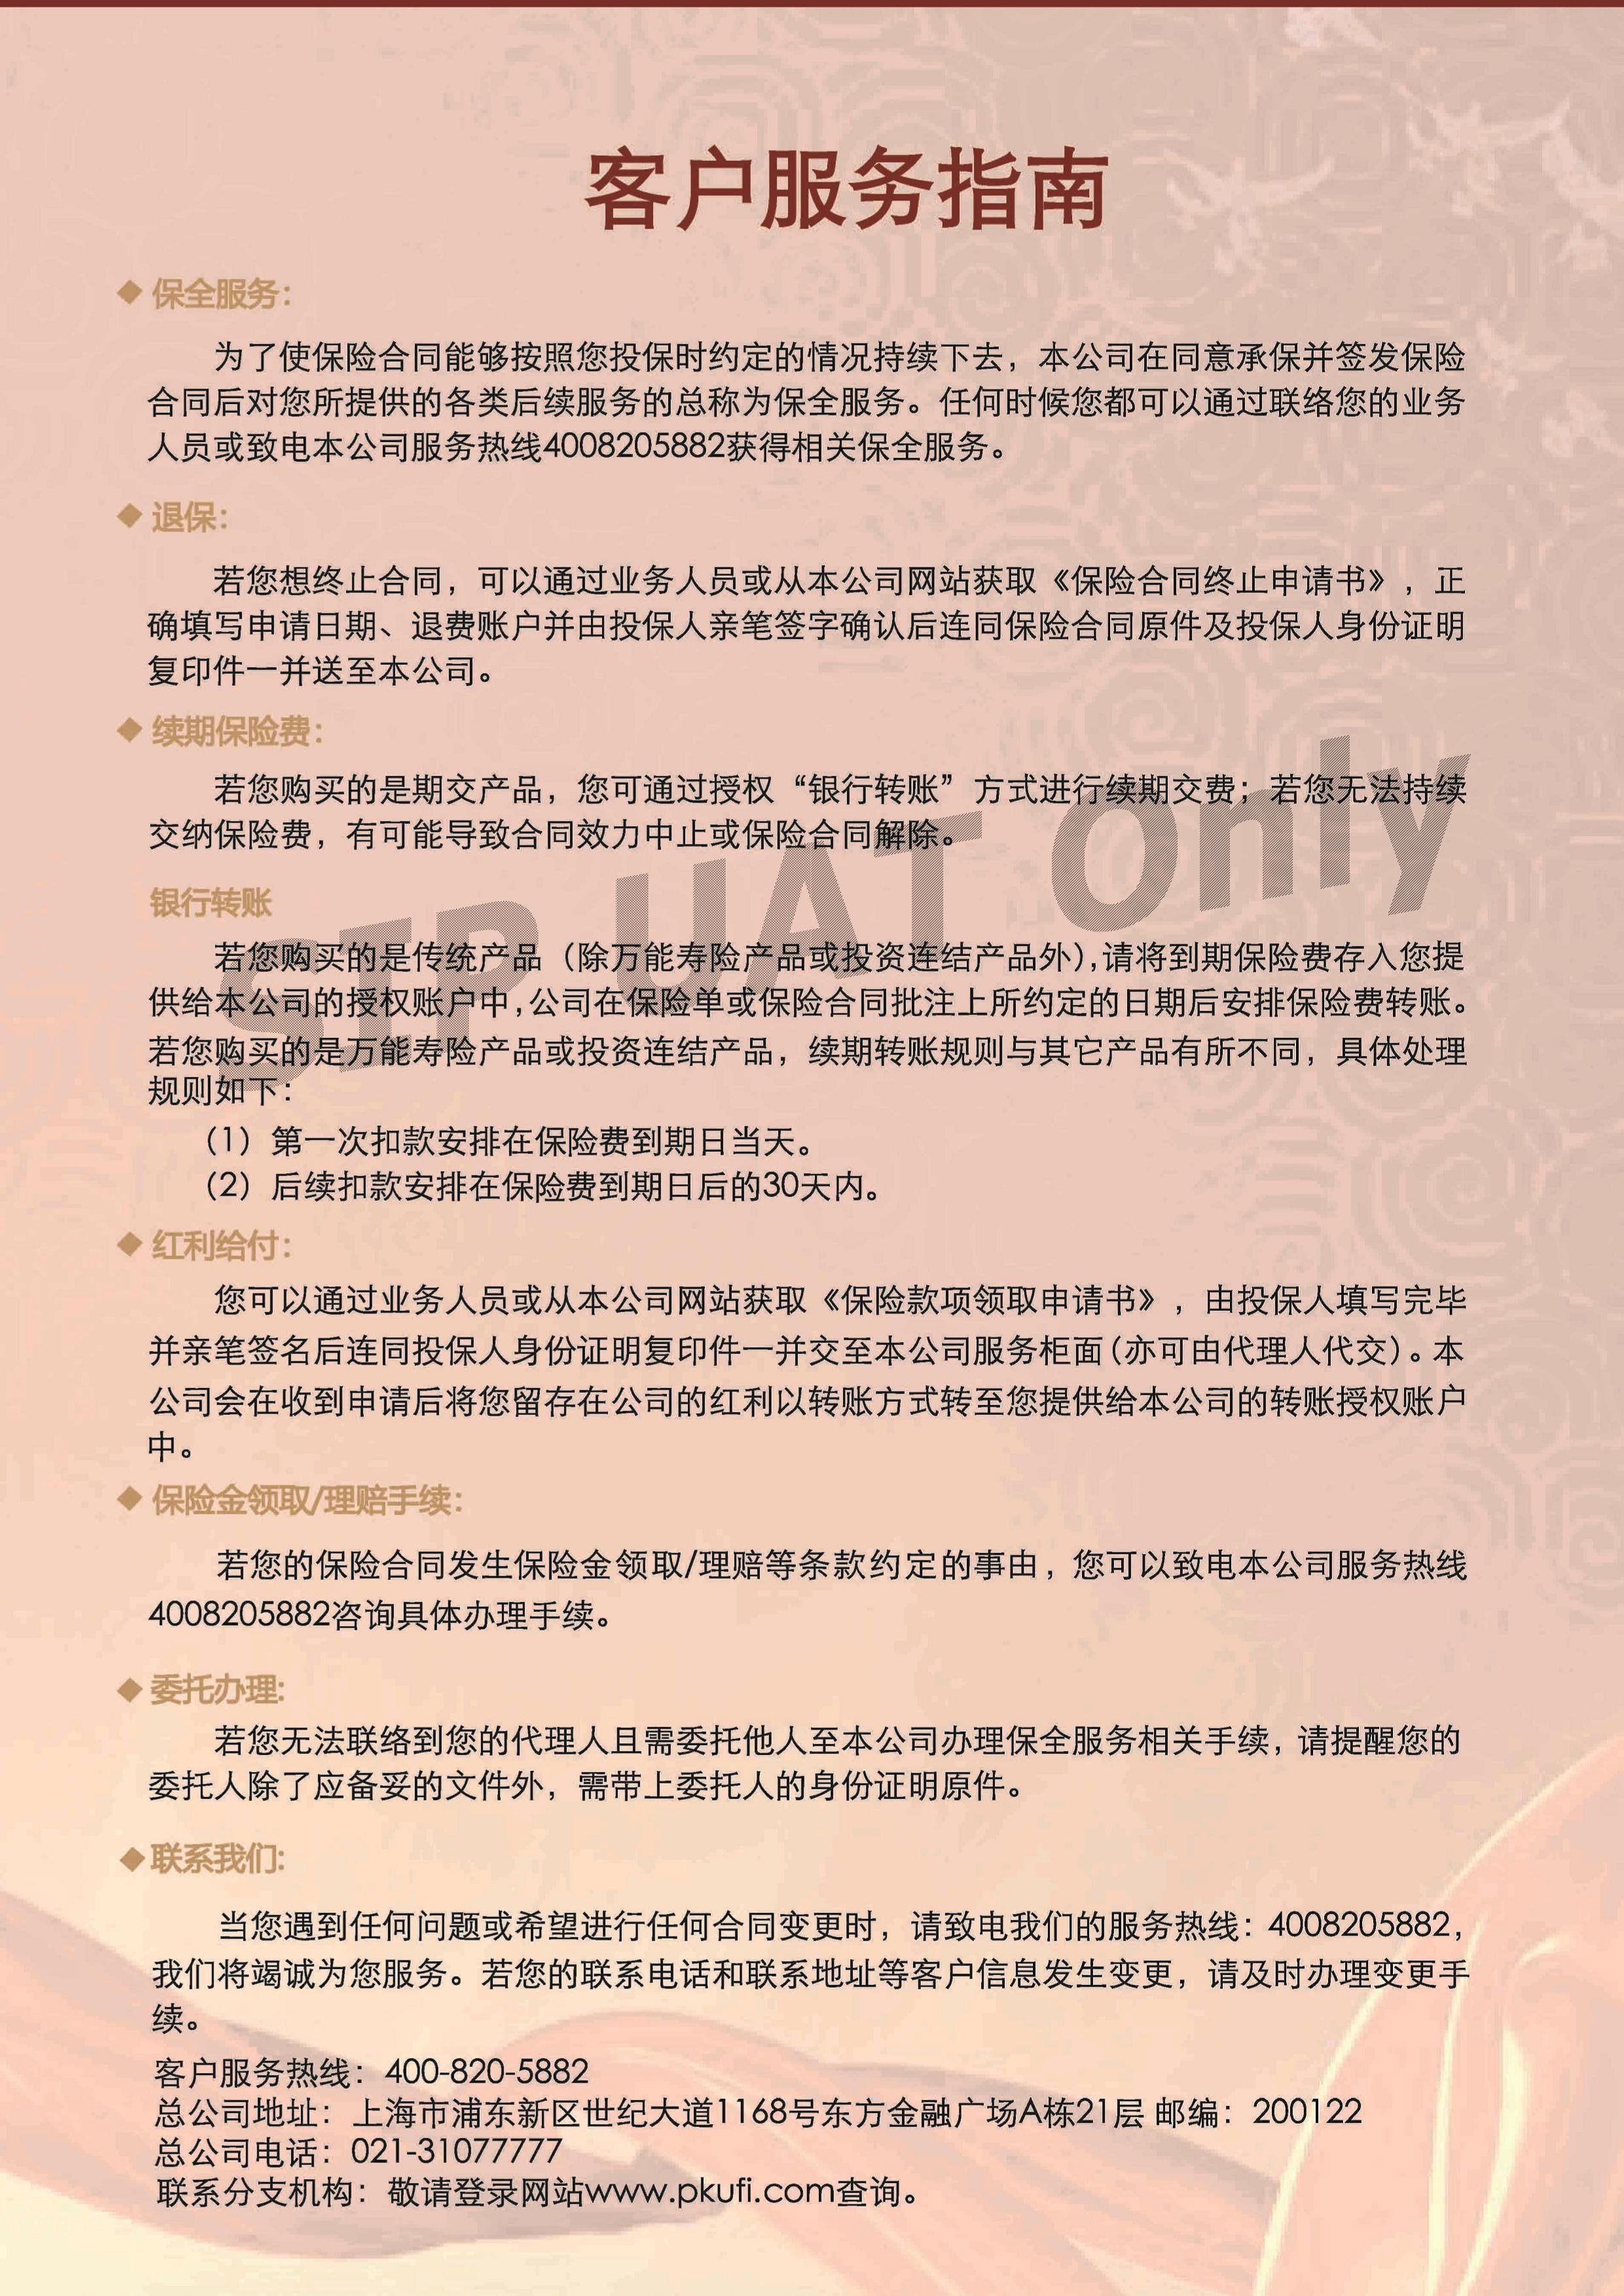 客户服务指南
◆ 保全服务：
为了使保险合同能够按照您投保时约定的情况持续下去，本公司在同意承保并签发保险
合同后对您所提供的各类后续服务的总称为保全服务。任何时候您都可以通过联络您的业务
人员或致电本公司服务热线4008205882获得相关保全服务。
◆ 退保：
若您想终止合同，可以通过业务人员或从本公司网站获取《保险合同终止申请书》，正
确填写申请日期、退费账户并由投保人亲笔签字确认后连同保险合同原件及投保人身份证明
复印件一并送至本公司。
◆ 续期保险费：
若您购买的是期交产品，您可通过授权“银行转账”方式进行续期交费；若您无法持续
交纳保险费，有可能导致合同效力中止或保险合同解除。
银行转账
若您购买的是传统产品（除万能寿险产品或投资连结产品外），请将到期保险费存入您提
供给本公司的授权账户中，公司在保险单或保险合同批注上所约定的日期后安排保险费转账。
若您购买的是万能寿险产品或投资连结产品，续期转账规则与其它产品有所不同，具体处理
规则如下：
（1）第一次扣款安排在保险费到期日当天。
（2）后续扣款安排在保险费到期日后的30天内。
SIP UAT Only
◆ 红利给付：
您可以通过业务人员或从本公司网站获取《保险款项领取申请书》，由投保人填写完毕
并亲笔签名后连同投保人身份证明复印件一并交至本公司服务柜面（亦可由代理人代交）。本
公司会在收到申请后将您留存在公司的红利以转账方式转至您提供给本公司的转账授权账户
中。
◆ 保险金领取/理赔手续：
若您的保险合同发生保险金领取/理赔等条款约定的事由，您可以致电本公司服务热线
4008205882咨询具体办理手续。
◆ 委托办理:
若您无法联络到您的代理人且需委托他人至本公司办理保全服务相关手续，请提醒您的
委托人除了应备妥的文件外，需带上委托人的身份证明原件。
◆ 联系我们:
当您遇到任何问题或希望进行任何合同变更时，请致电我们的服务热线：4008205882，
我们将竭诚为您服务。若您的联系电话和联系地址等客户信息发生变更，请及时办理变更手
续。
客户服务热线：400-820-5882
总公司地址：上海市浦东新区世纪大道1168号东方金融广场A栋21层 邮编：200122
总公司电话：021-31077777
联系分支机构：敬请登录网站www.pkufi.com查询。